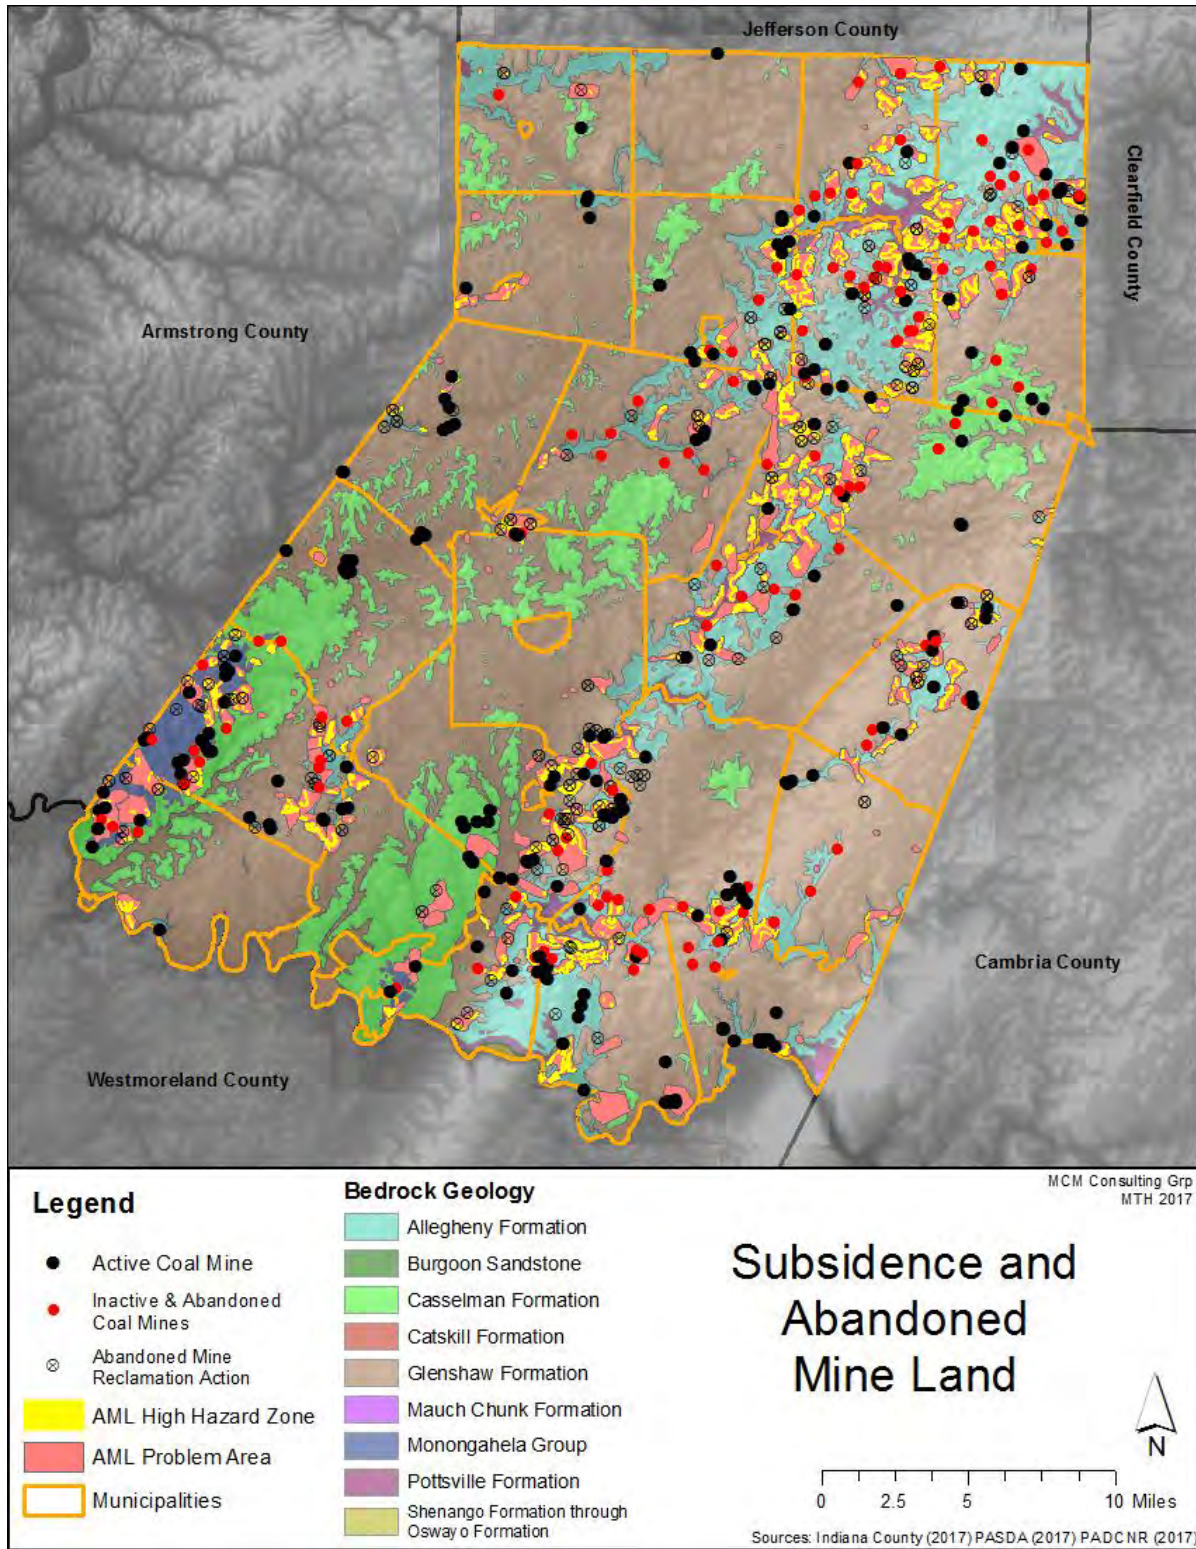 Jefferson County
Clearfield County
Armstrong County
Cambria County
Westmoreland County
Legend
Active Coal Mine
Inactive & Abandoned
Coal Mines
Abandoned Mine
Reclamation Action
AML High Hazard Zone
AML Problem Area
Municipalities
Bedrock Geology
Allegheny Formation
Burgoon Sandstone
Casselman Formation
Catskill Formation
Glenshaw Formation
Mauch Chunk Formation
Monongahela Group
Pottsville Formation
Shenango Formation through
Oswayo Formation
MCM Consulting Grp
MTH 2017
Subsidence and
Abandoned
Mine Land
N
0 2.5 5 10 Miles
Sources: Indiana County (2017) PASDA (2017) PADCNR (2017)